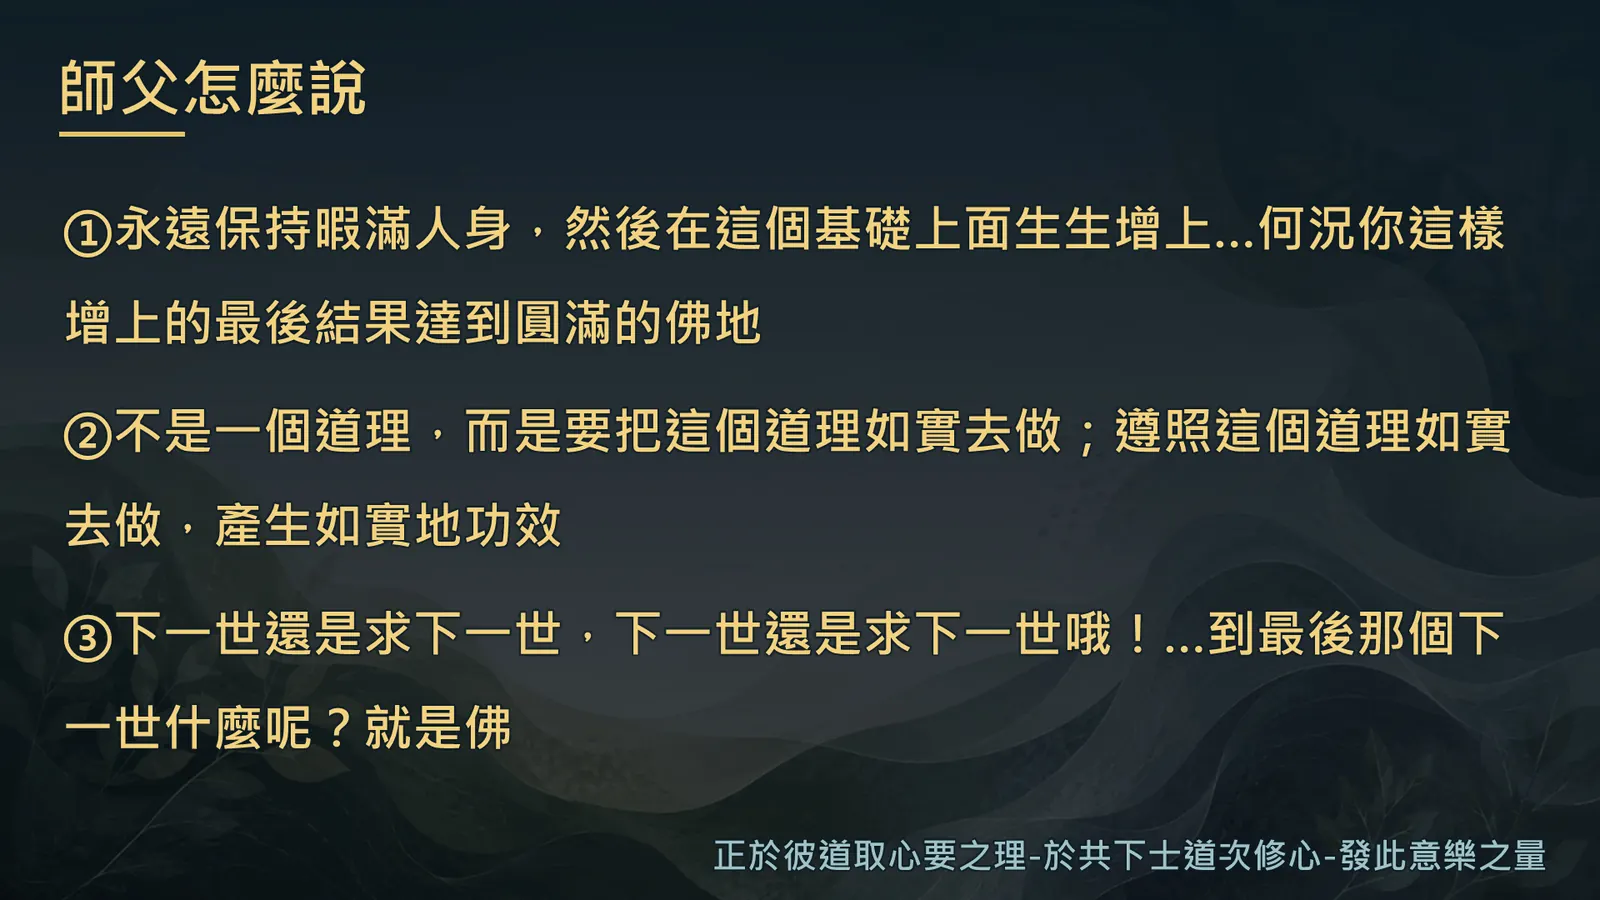 師父怎麼說
①永遠保持暇滿人身，然後在這個基礎上面生生增上...何況你這樣
增上的最後結果達到圓滿的佛地
②不是一個道理，而是要把這個道理如實去做；遵照這個道理如實
去做，產生如實地功效
③下一世還是求下一世，下一世還是求下一世哦！...到最後那個下
一世什麼呢？就是佛
正於彼道取心要之理-於共下士道次修心-發此意樂之量